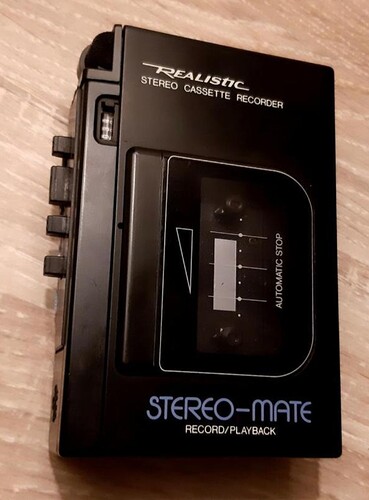 REALISTIC
STEREO CASSETTE RECORDER
AUTOMATIC STOP
STEREO-MATE
RECORD/PLAYBACK